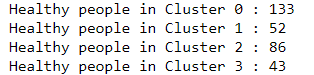 Healthy people in Cluster 0 : 133
Healthy people in Cluster 1 : 52
Healthy people in Cluster 2 : 86
Healthy people in Cluster 3 : 43